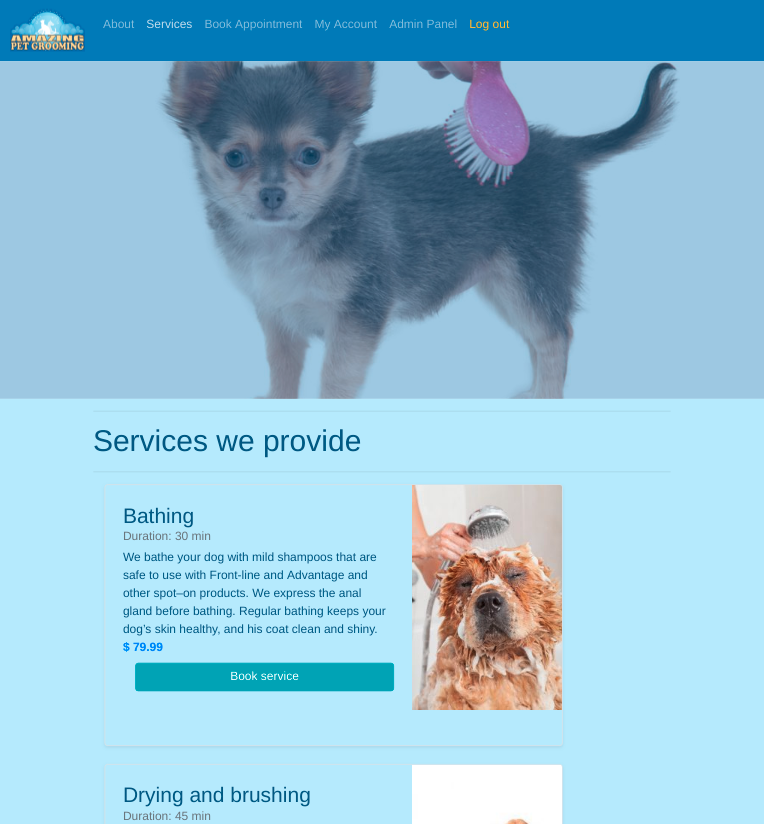 AMAZING
PET GROOMING
About Services Book Appointment My Account Admin Panel Log out
Services we provide
Bathing
Duration: 30 min
We bathe your dog with mild shampoos that are
safe to use with Front-line and Advantage and
other spot–on products. We express the anal
gland before bathing. Regular bathing keeps your
dog’s skin healthy, and his coat clean and shiny.
$ 79.99
Book service
Drying and brushing
Duration: 45 min